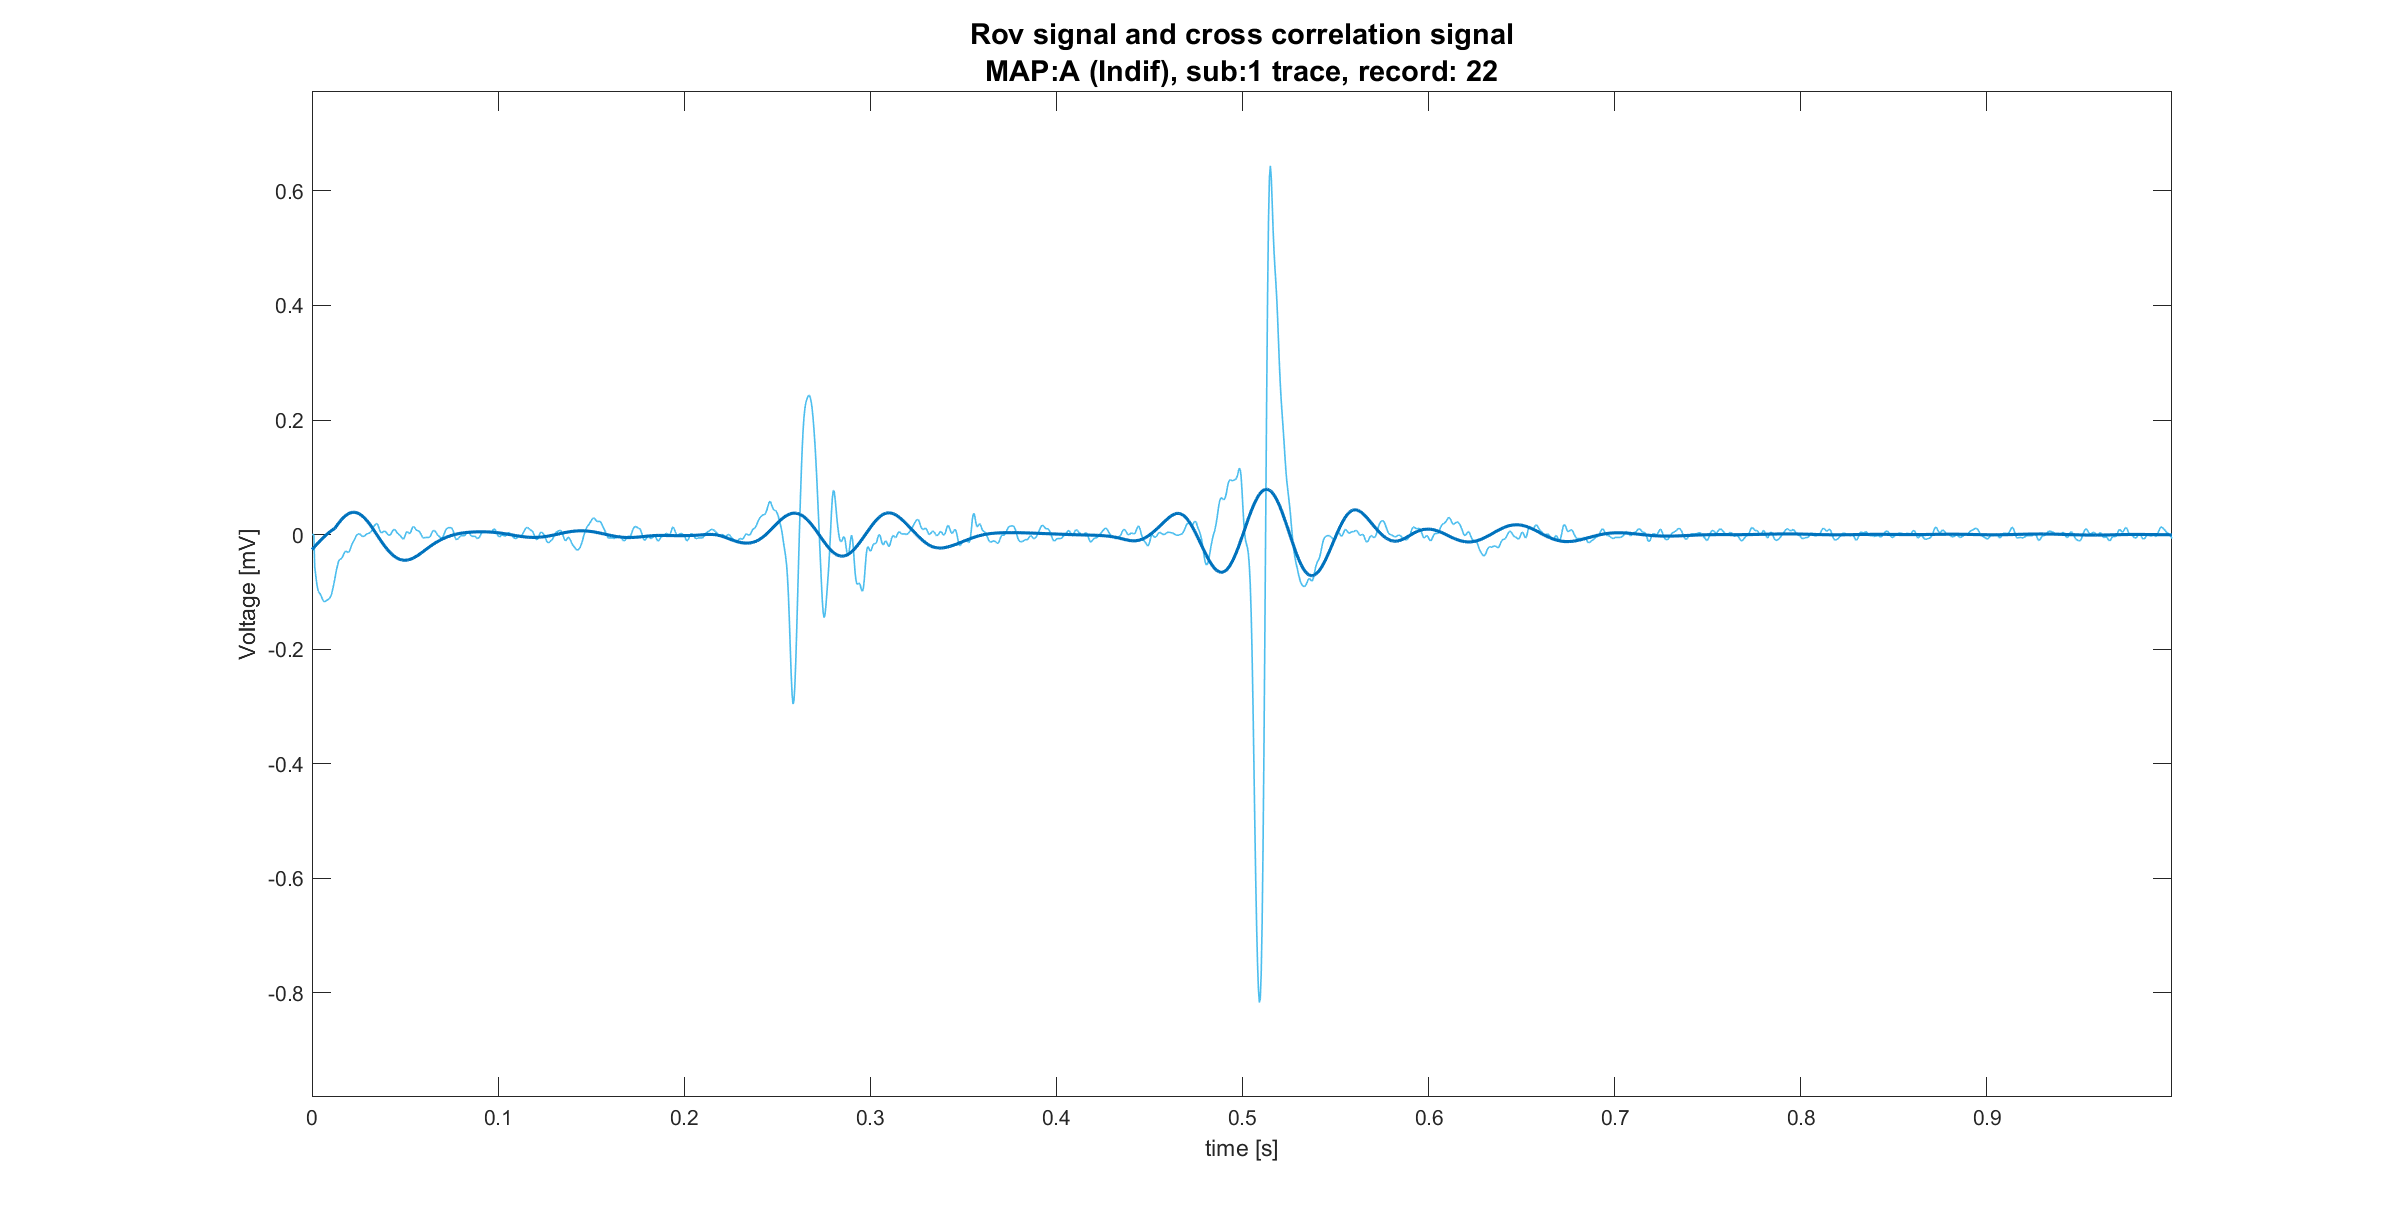 Rov signal and cross correlation signal
MAP:A (Indif), sub:1 trace, record: 22
0.6
0.4
0.2
0
-0.2
-0.4
-0.6
-0.8
Voltage [mV]
0 0.1 0.2 0.3 0.4 0.5 0.6 0.7 0.8 0.9
time [s]